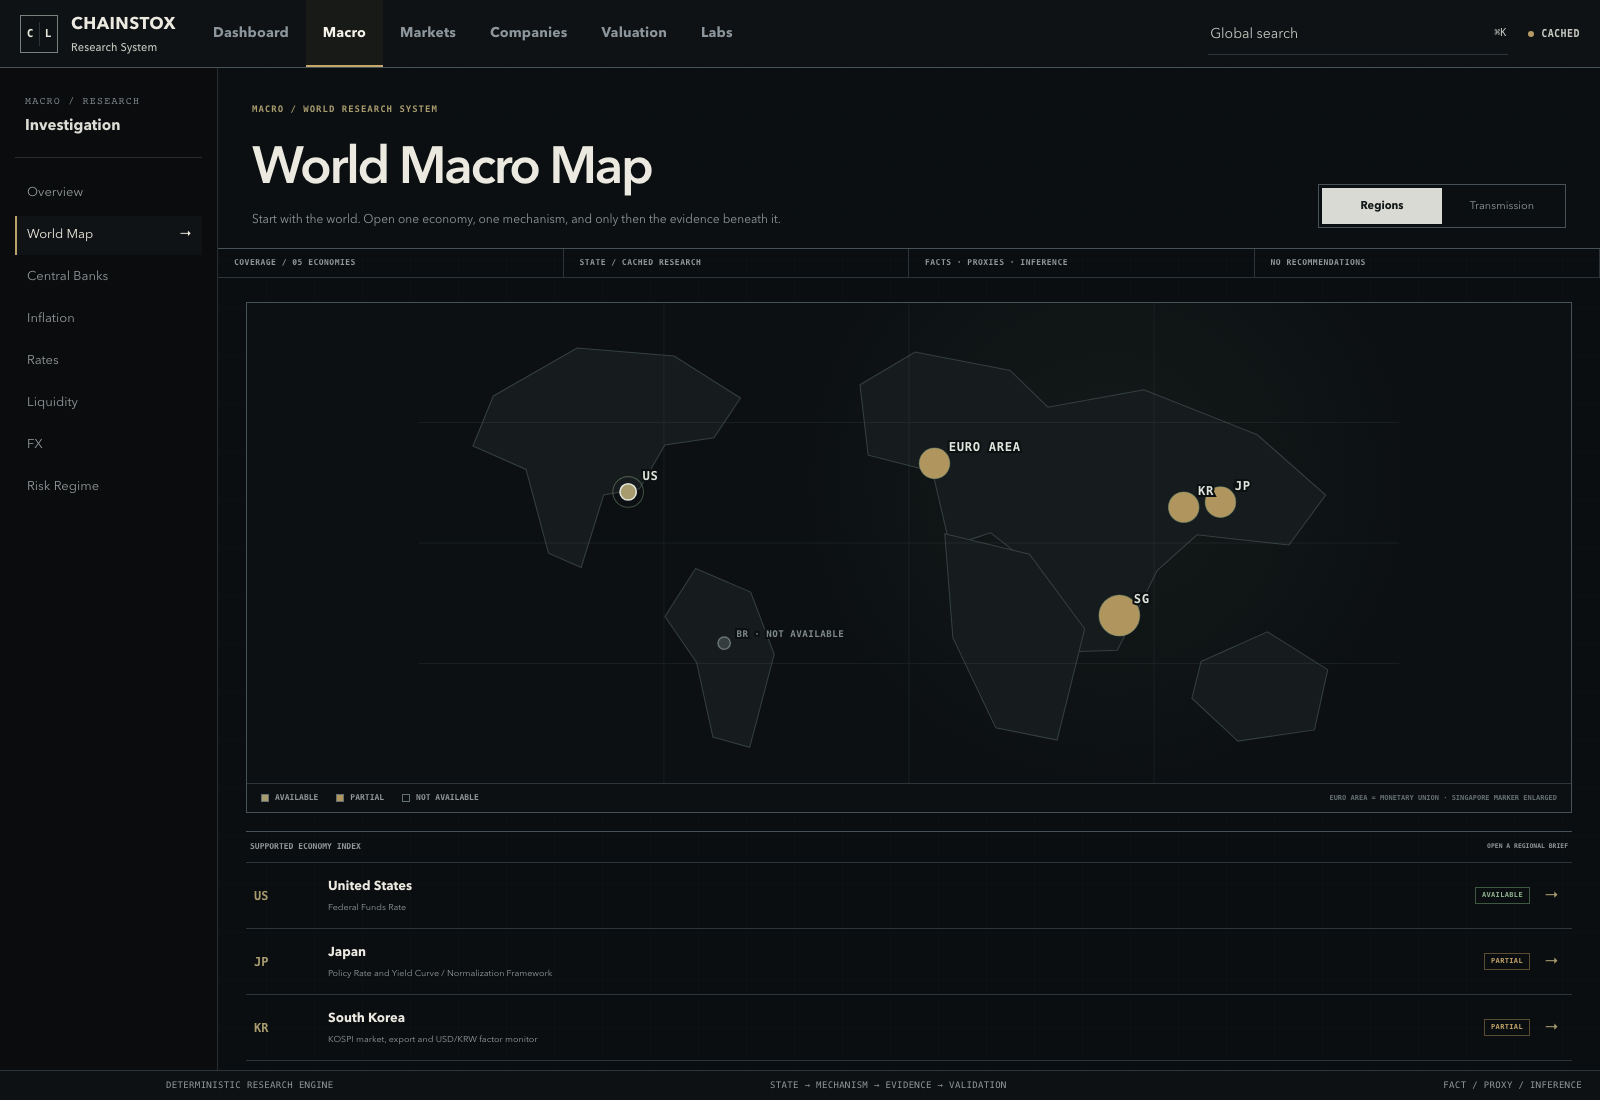 C L
CHAINSTOX
Research System
Dashboard
Macro
Markets
Companies
Valuation
Labs
Global search
⌘K
CACHED
MACRO / RESEARCH
Investigation
Overview
World Map →
Central Banks
Inflation
Rates
Liquidity
FX
Risk Regime
MACRO / WORLD RESEARCH SYSTEM
World Macro Map
Start with the world. Open one economy, one mechanism, and only then the evidence beneath it.
Regions
Transmission
COVERAGE / 05 ECONOMIES
STATE / CACHED RESEARCH
FACTS · PROXIES · INFERENCE
NO RECOMMENDATIONS
EURO AREA
US
KR
JP
SG
BR · NOT AVAILABLE
AVAILABLE
PARTIAL
NOT AVAILABLE
EURO AREA = MONETARY UNION · SINGAPORE MARKER ENLARGED
SUPPORTED ECONOMY INDEX
OPEN A REGIONAL BRIEF
US
United States
Federal Funds Rate
AVAILABLE →
JP
Japan
Policy Rate and Yield Curve / Normalization Framework
PARTIAL →
KR
South Korea
KOSPI market, export and USD/KRW factor monitor
PARTIAL →
DETERMINISTIC RESEARCH ENGINE
STATE → MECHANISM → EVIDENCE → VALIDATION
FACT / PROXY / INFERENCE